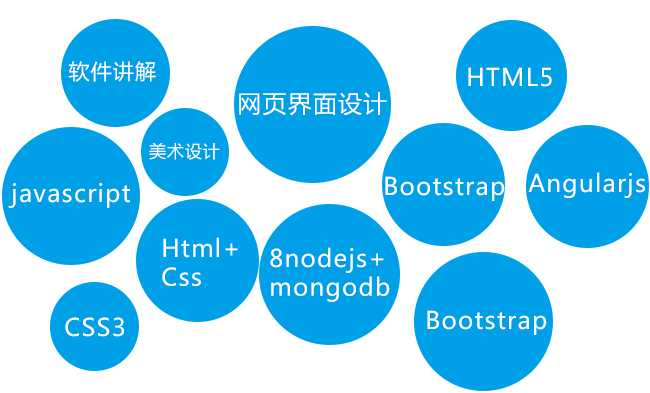 软件讲解
网页界面设计
HTML5
美术设计
javascript
Bootstrap
Angularjs
Html+
Css
8nodejs+
mongodb
CSS3
Bootstrap